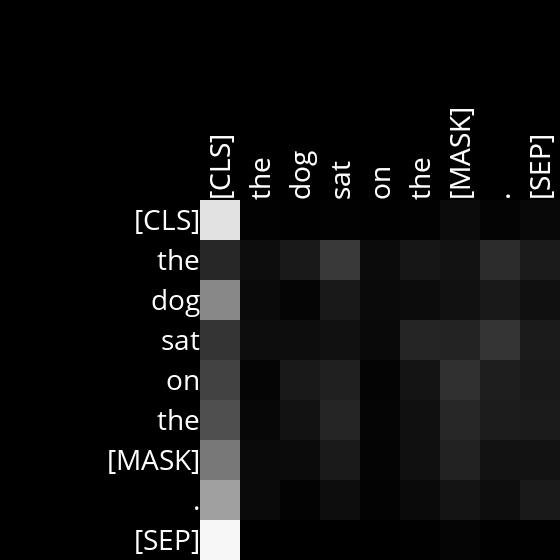 [CLS] the dog sat on the [MASK] . [SEP]
[CLS]
the
dog
sat
on
the
[MASK]
.
[SEP]